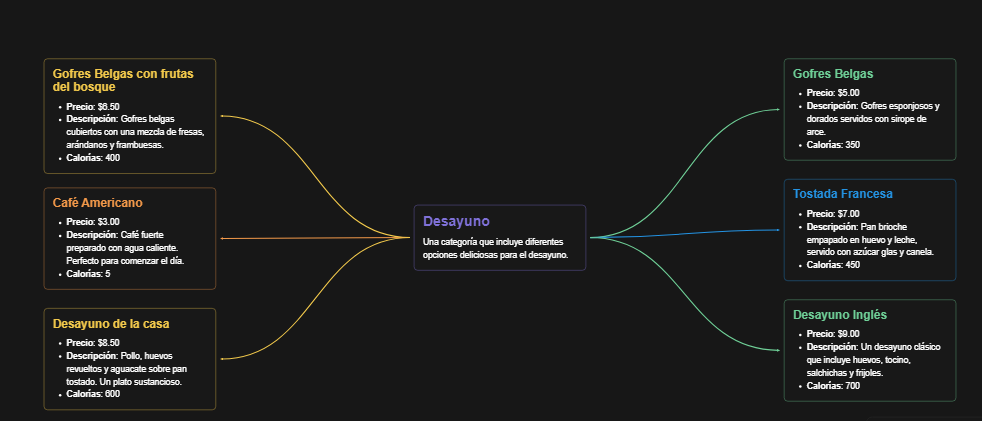 Gofres Belgas con frutas
del bosque
• Precio: $6.50
• Descripción: Gofres belgas
cubiertos con una mezcla de fresas,
arándanos y frambuesas.
• Calorías: 400
Café Americano
• Precio: $3.00
• Descripción: Café fuerte
preparado con agua caliente.
Perfecto para comenzar el día.
• Calorías: 5
Desayuno de la casa
• Precio: $8.50
• Descripción: Pollo, huevos
revueltos y aguacate sobre pan
tostado. Un plato sustancioso.
• Calorías: 600
Desayuno
Una categoría que incluye diferentes
opciones deliciosas para el desayuno.
Gofres Belgas
• Precio: $5.00
• Descripción: Gofres esponjosos y
dorados servidos con sirope de
arce.
• Calorías: 350
Tostada Francesa
• Precio: $7.00
• Descripción: Pan brioche
empapado en huevo y leche,
servido con azúcar glas y canela.
• Calorías: 450
Desayuno Inglés
• Precio: $9.00
• Descripción: Un desayuno clásico
que incluye huevos, tocino,
salchichas y frijoles.
• Calorías: 700